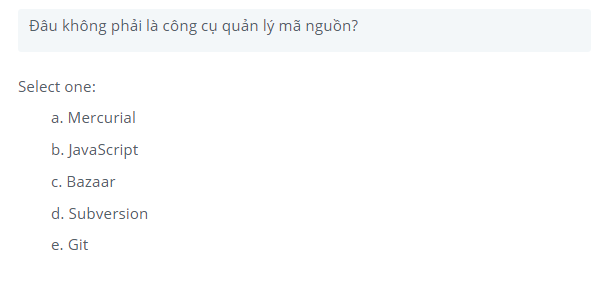 Đâu không phải là công cụ quản lý mã nguồn?
Select one:
a. Mercurial
b. JavaScript
c. Bazaar
d. Subversion
e. Git